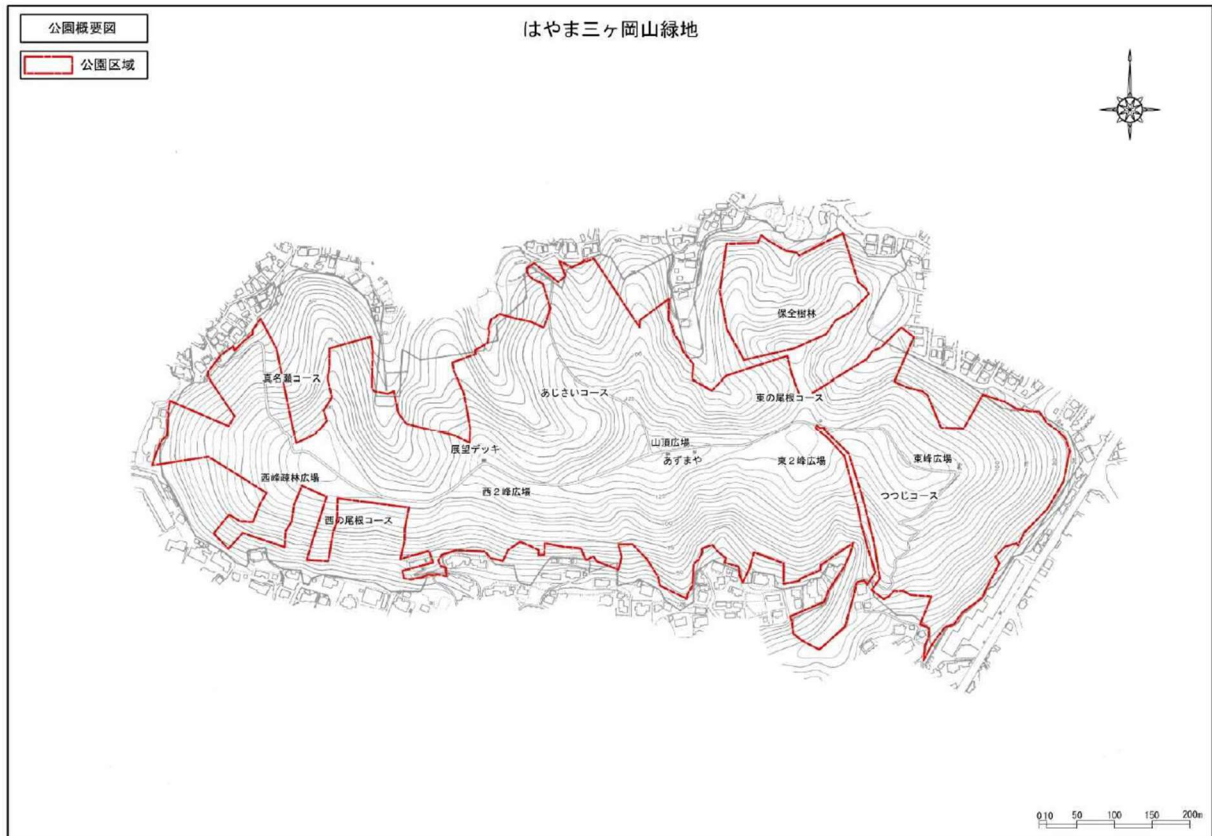 公園概要図
はやま三ヶ岡山緑地
公園区域
保全樹林
真名瀬コース
あじさいコース
東の尾根コース
山頂広場
展望デッキ
あずまや
東2峰広場
東峰広場
西峰疎林広場
西2峰広場
つつじコース
西の尾根コース
0 10 50 100 150 200m